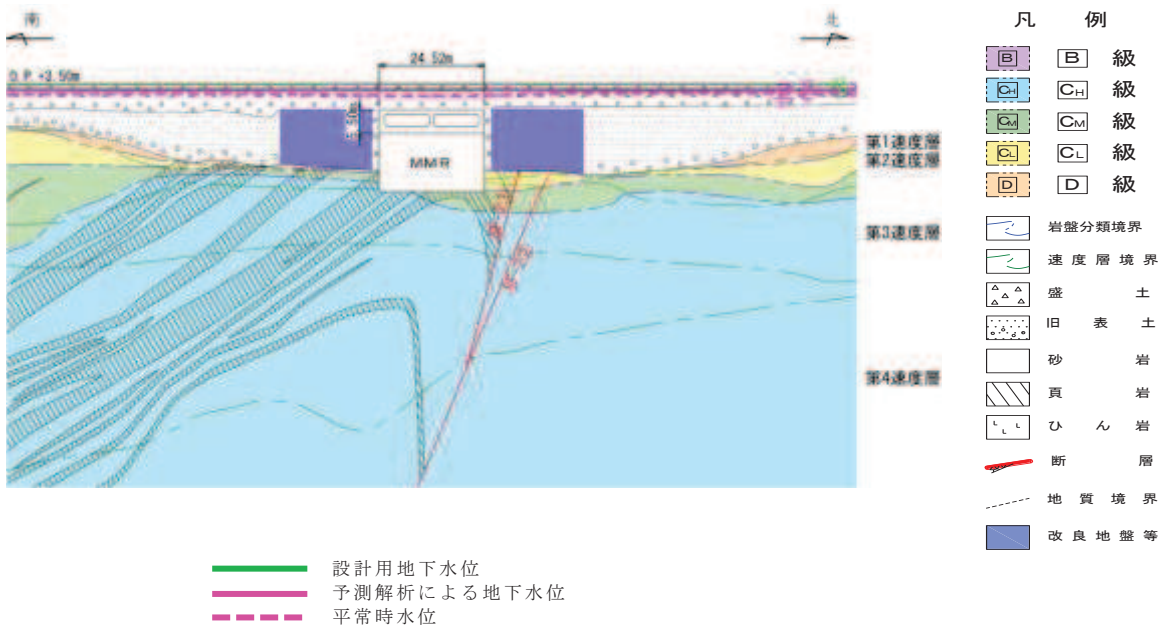 南
北
24.52m
O.P.+3.50m
MMR
第1速度層
第2速度層
第3速度層
第4速度層
凡 例
B B 級
CH CH 級
CM CM 級
CL CL 級
D D 級
岩盤分類境界
速度層境界
盛土
旧表土
砂岩
頁岩
ひん岩
断層
地質境界
改良地盤等
設計用地下水位
予測解析による地下水位
平常時水位